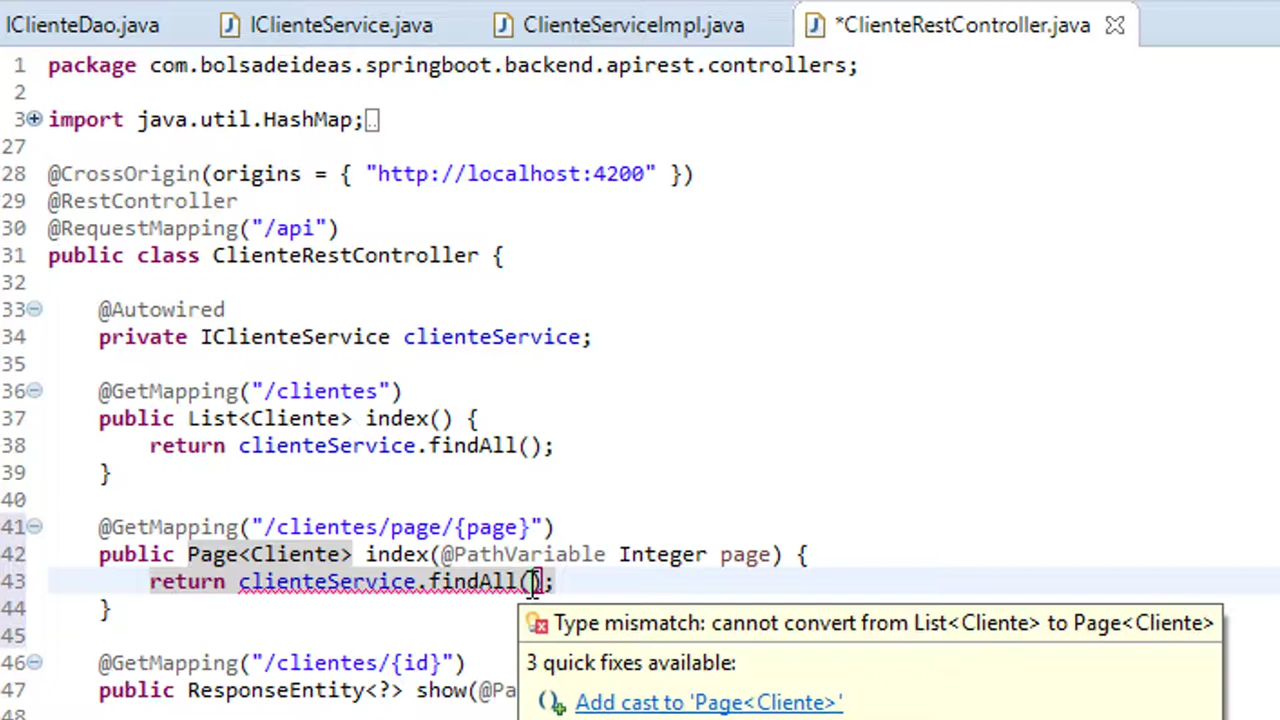 IClienteDao.java IClienteService.java ClienteServiceImpl.java *ClienteRestController.java
1 package com.bolsadeideas.springboot.backend.apirest.controllers;
2
3 import java.util.HashMap;
27
28 @CrossOrigin(origins = { "http://localhost:4200" })
29 @RestController
30 @RequestMapping("/api")
31 public class ClienteRestController {
32
33 @Autowired
34 private IClienteService clienteService;
35
36 @GetMapping("/clientes")
37 public List<Cliente> index() {
38 return clienteService.findAll();
39 }
40
41 @GetMapping("/clientes/page/{page}")
42 public Page<Cliente> index(@PathVariable Integer page) {
43 return clienteService.findAll();
44 }
Type mismatch: cannot convert from List<Cliente> to Page<Cliente>
45
3 quick fixes available:
46 @GetMapping("/clientes/{id}")
47 public ResponseEntity<?> show(@Pa
Add cast to 'Page<Cliente>'
48